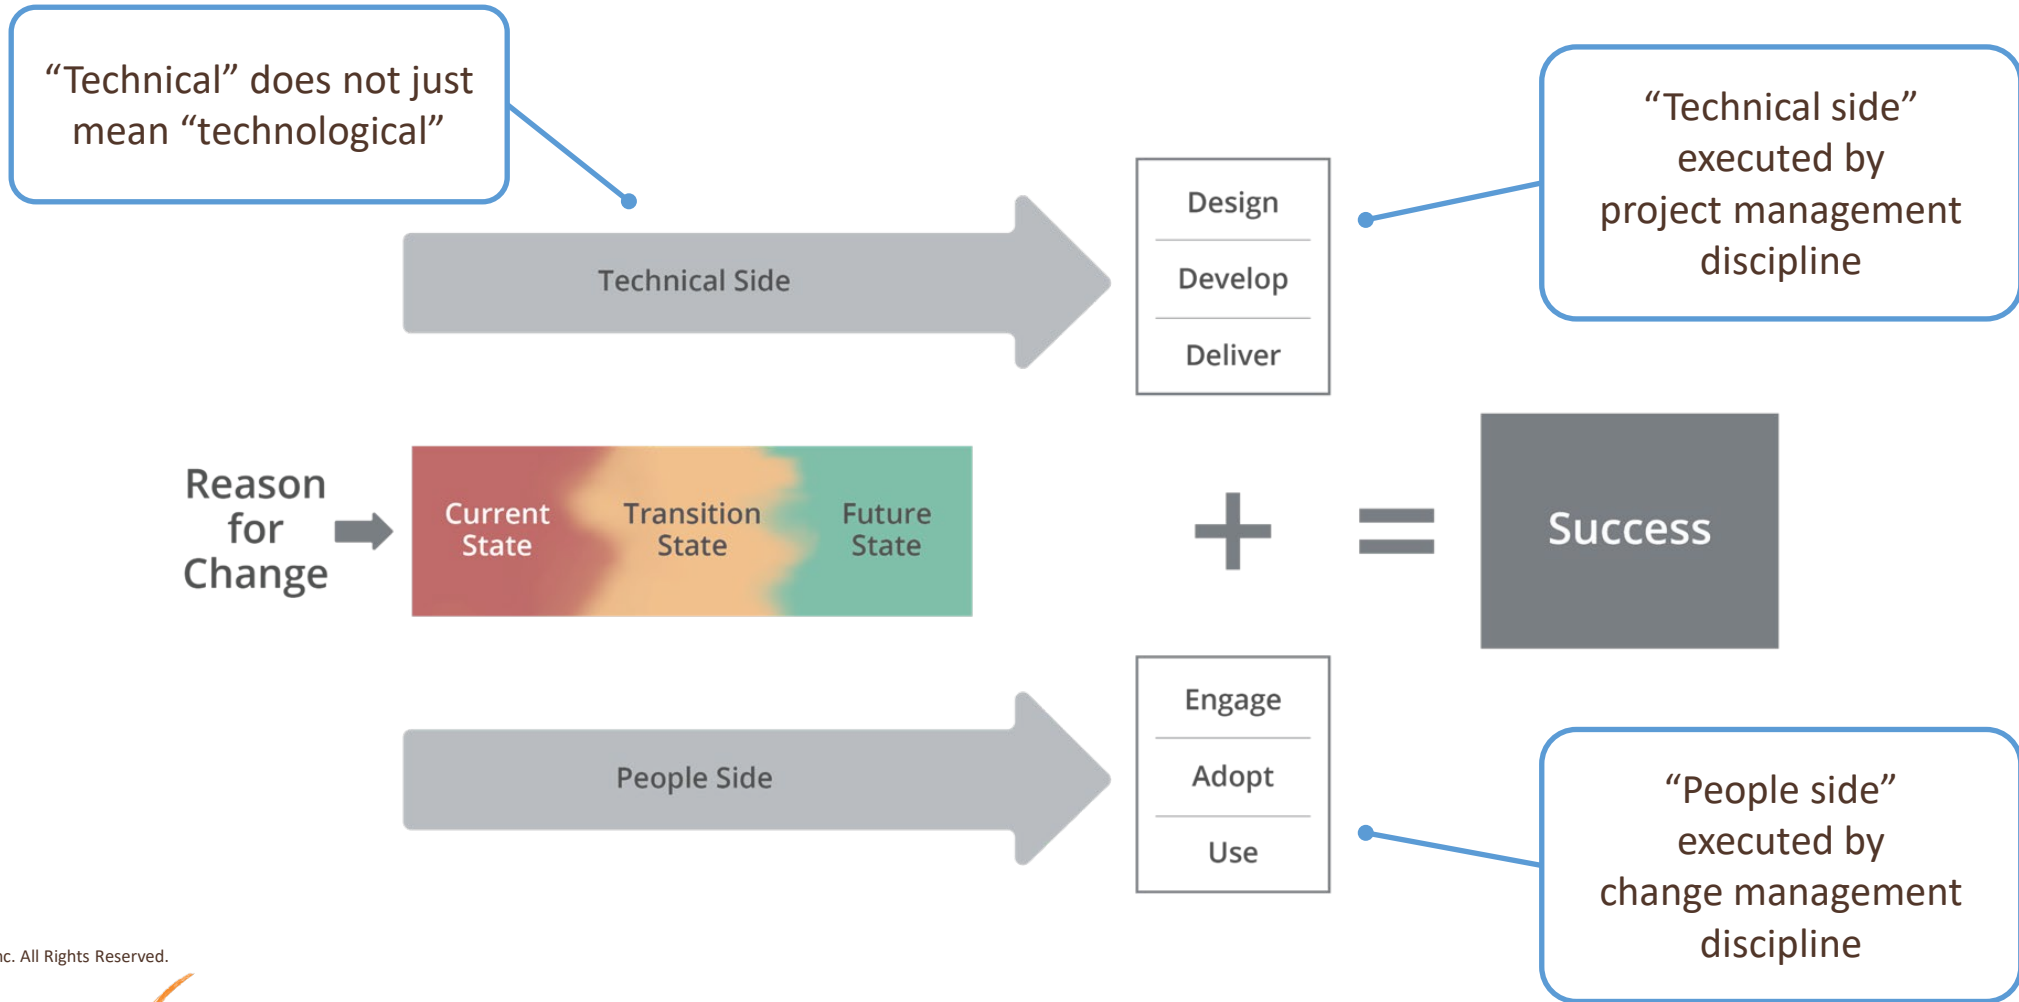 “Technical” does not just
mean “technological”
“Technical side”
executed by
project management
discipline
Technical Side
Design
Develop
Deliver
Reason
for
Change
Current
State
Transition
State
Future
State
+
=
Success
People Side
Engage
Adopt
Use
“People side”
executed by
change management
discipline
nc. All Rights Reserved.